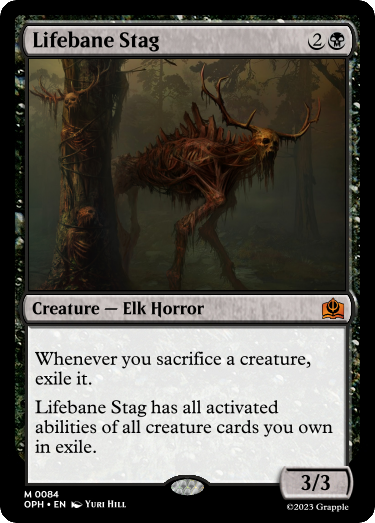 Lifebane Stag 2
Creature — Elk Horror
Whenever you sacrifice a creature,
exile it.
Lifebane Stag has all activated
abilities of all creature cards you own
in exile.
3/3
M 0084
OPH • EN Yuri Hill
©2023 Grapple